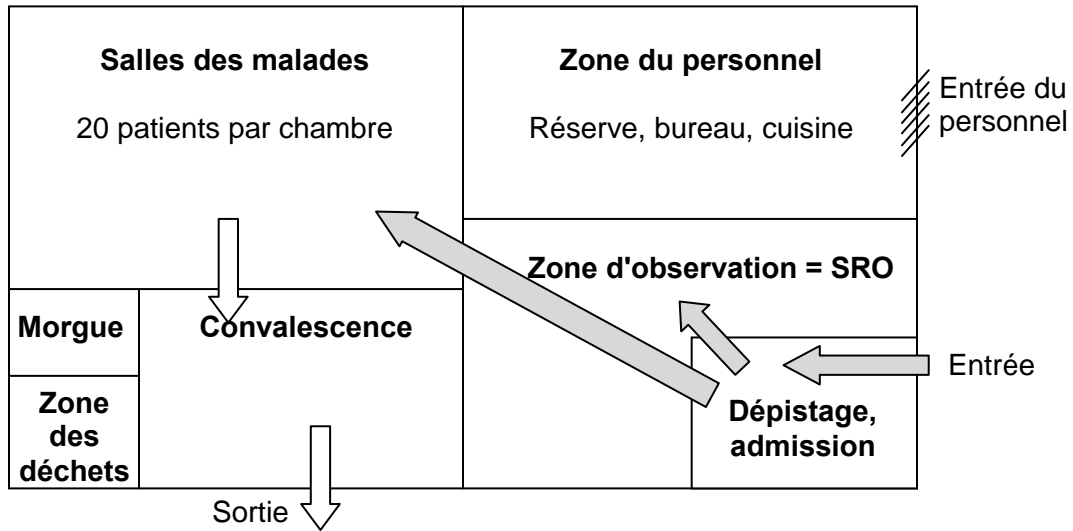 Salles des malades
20 patients par chambre
Zone du personnel
Réserve, bureau, cuisine
Entrée du
personnel
Zone d'observation = SRO
Morgue
Convalescence
Entrée
Zone
des
déchets
Dépistage,
admission
Sortie